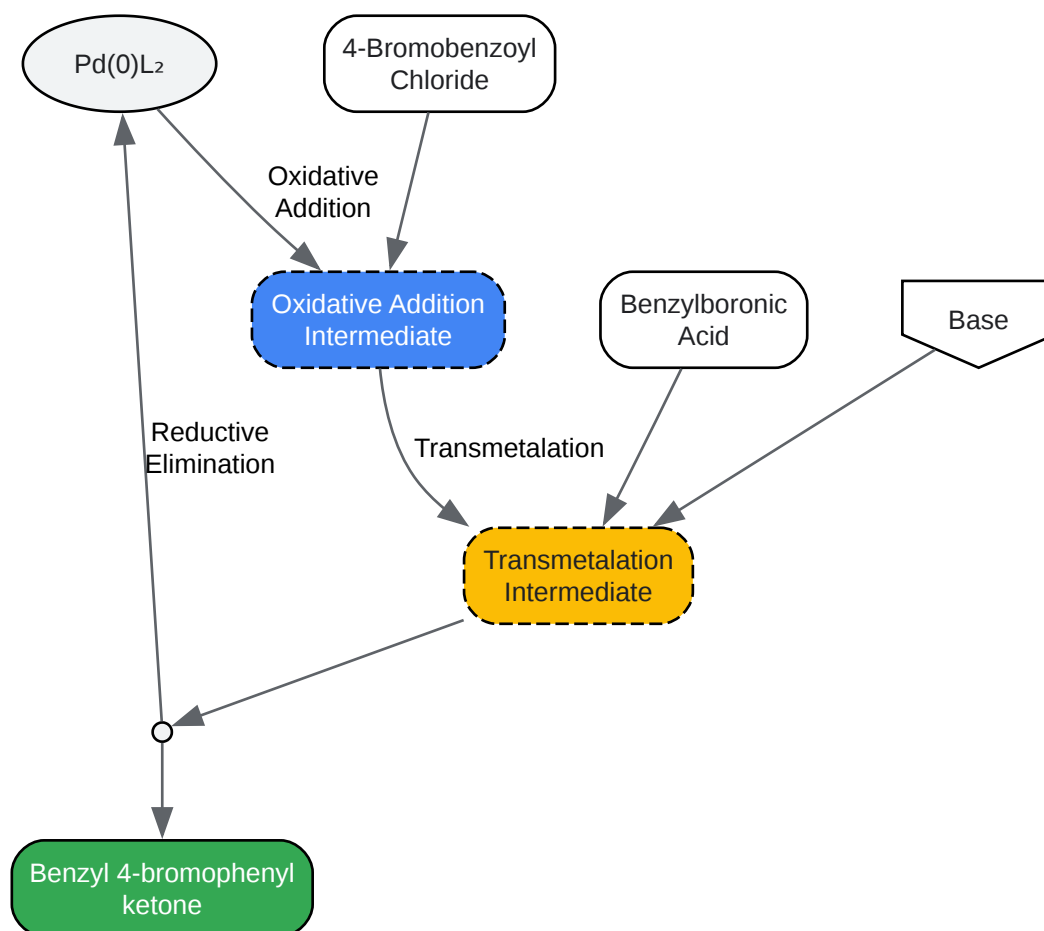 Pd(0)L₂
4-Bromobenzoyl
Chloride
Oxidative
Addition
Oxidative Addition
Intermediate
Benzylboronic
Acid
Base
Reductive
Elimination
Transmetalation
Transmetalation
Intermediate
Benzyl 4-bromophenyl
ketone